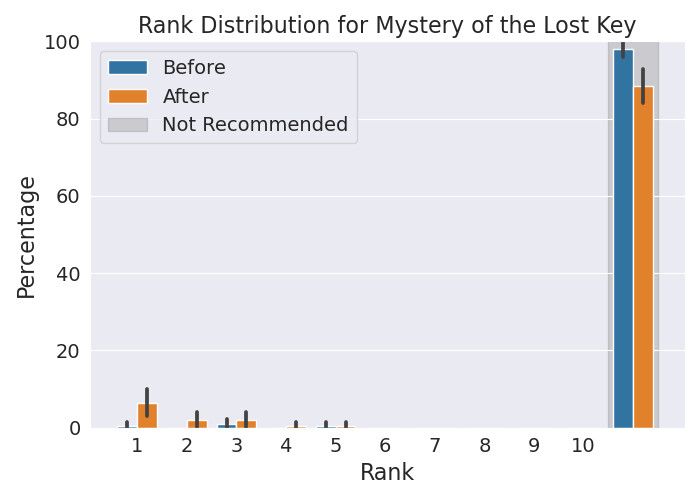 Rank Distribution for Mystery of the Lost Key
100
80
60
40
20
0
Percentage
Before
After
Not Recommended
1 2 3 4 5 6 7 8 9 10
Rank